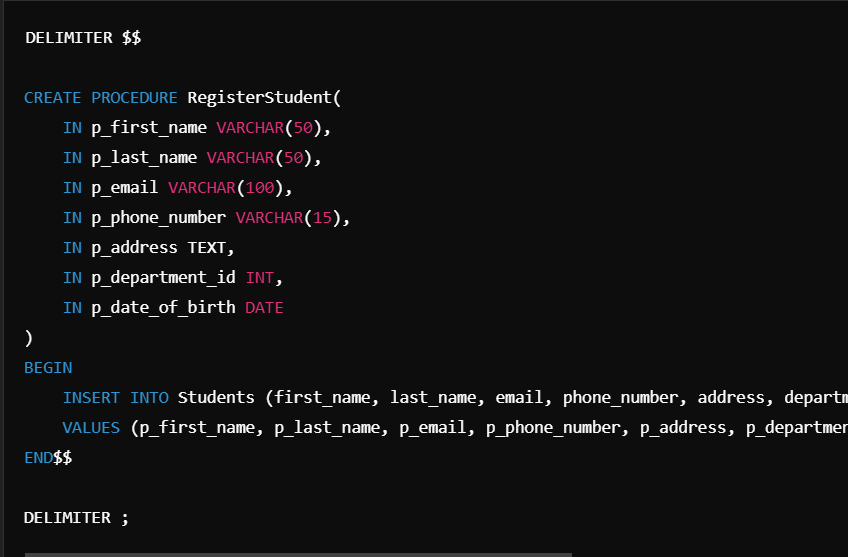 DELIMITER $$
CREATE PROCEDURE RegisterStudent(
IN p_first_name VARCHAR(50),
IN p_last_name VARCHAR(50),
IN p_email VARCHAR(100),
IN p_phone_number VARCHAR(15),
IN p_address TEXT,
IN p_department_id INT,
IN p_date_of_birth DATE
)
BEGIN
INSERT INTO Students (first_name, last_name, email, phone_number, address, departm
VALUES (p_first_name, p_last_name, p_email, p_phone_number, p_address, p_departmen
END$$
DELIMITER ;